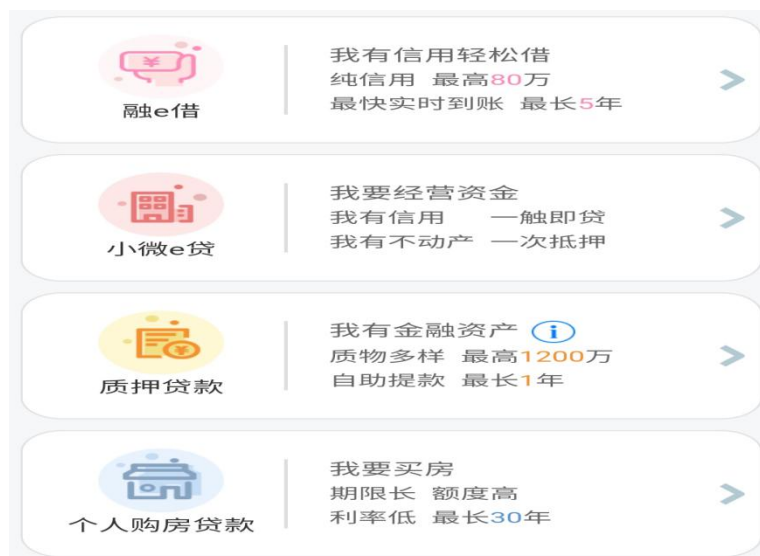 我有信用轻松借
纯信用 最高80万
最快实时到账 最长5年
融e借
我要经营资金
我有信用 一触即贷
我有不动产 一次抵押
小微e贷
我有金融资产 i
质物多样 最高1200万
自助提款 最长1年
质押贷款
我要买房
期限长 额度高
利率低 最长30年
个人购房贷款